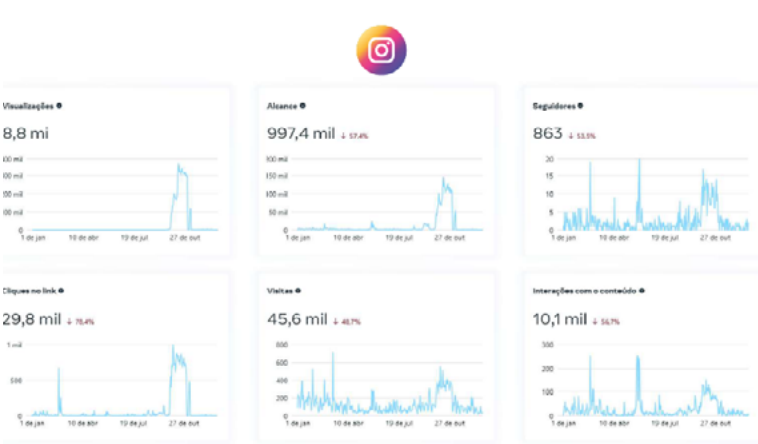 Visualizações
8,8 mi
0
1 de jan 10 de abr 19 de jul 27 de out
Alcance
997,4 mil ↓ 57,4%
50 mil
0
1 de jan 10 de abr 19 de jul 27 de out
Seguidores
863 ↓ 53,5%
20
15
10
5
0
1 de jan 10 de abr 19 de jul 27 de out
Cliques no link
29,8 mil ↓ 78,4%
1 mil
500
0
1 de jan 10 de abr 19 de jul 27 de out
Visitas
45,6 mil ↓ 48,7%
800
600
400
200
0
1 de jan 10 de abr 19 de jul 27 de out
Interações com o conteúdo
10,1 mil ↓ 56,7%
300
200
100
0
1 de jan 10 de abr 19 de jul 27 de out